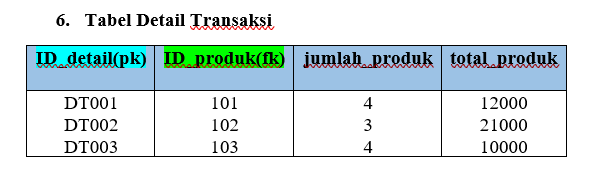 6. Tabel Detail Transaksi
ID_detail(pk) ID_produk(fk) jumlah_produk total_produk
DT001 101 4 12000
DT002 102 3 21000
DT003 103 4 10000